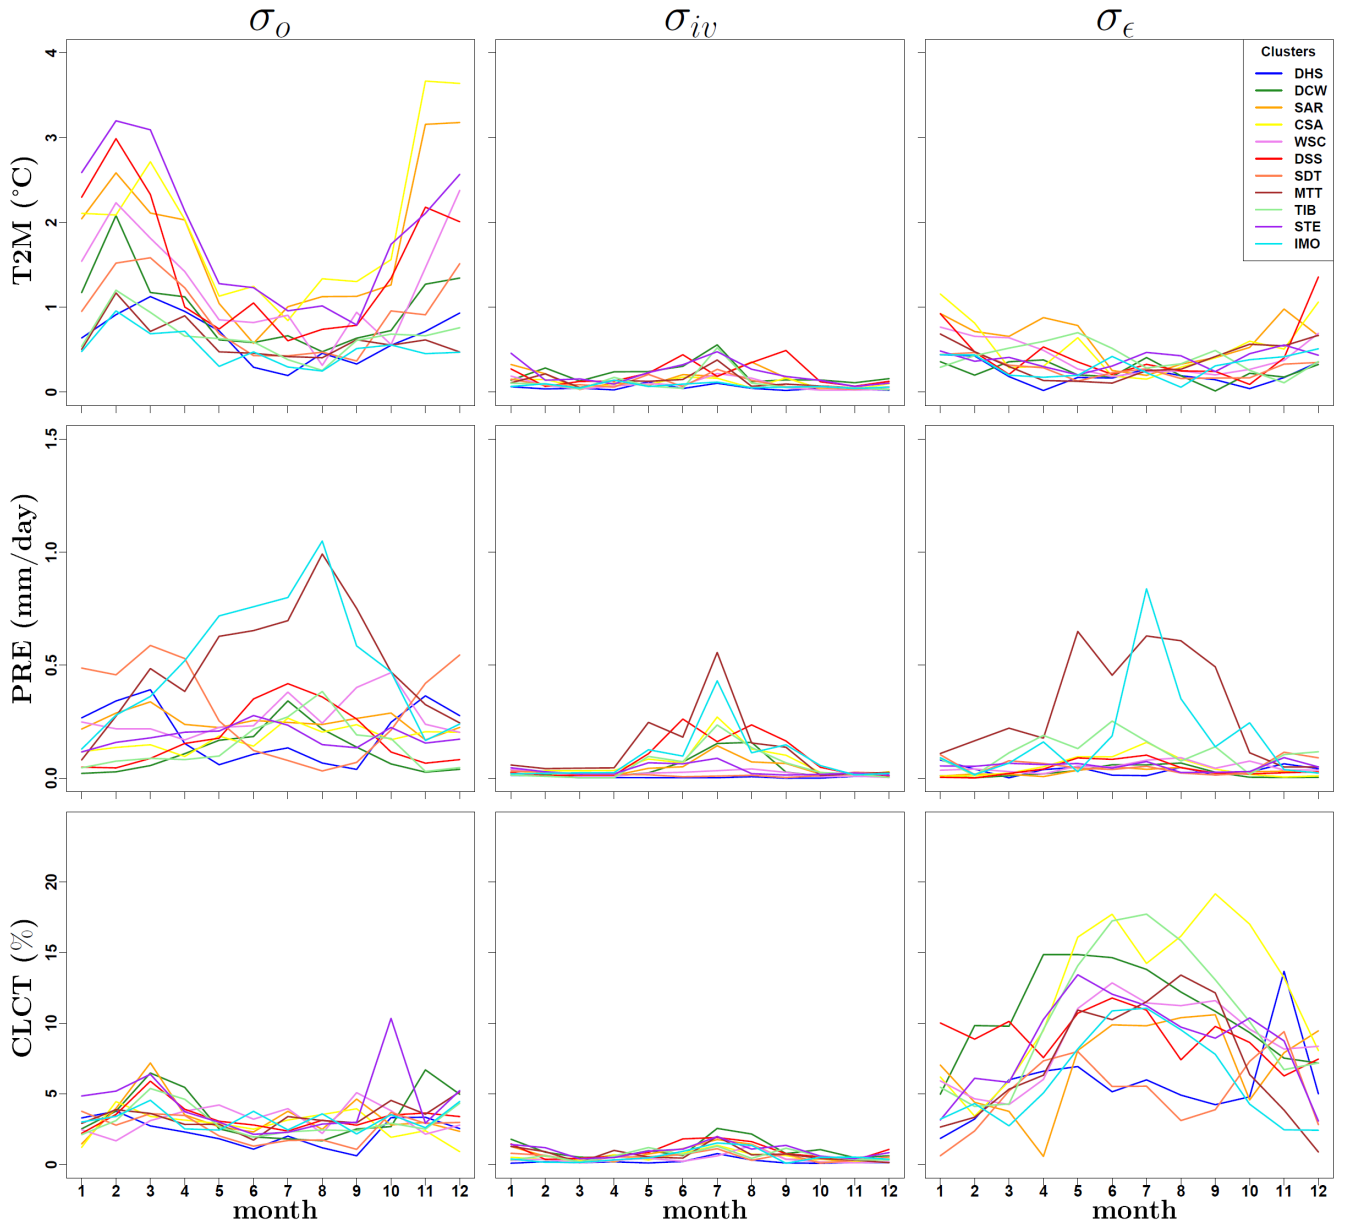 σ_o σ_iv σ_ϵ
T2M (°C)
4
3
2
1
0
Clusters
DHS
DCW
SAR
CSA
WSC
DSS
SDT
MTT
TIB
STE
IMO
PRE (mm/day)
1.5
1.0
0.5
0.0
CLCT (%)
20
15
10
5
0
1 2 3 4 5 6 7 8 9 10 11 12 1 2 3 4 5 6 7 8 9 10 11 12 1 2 3 4 5 6 7 8 9 10 11 12
month month month